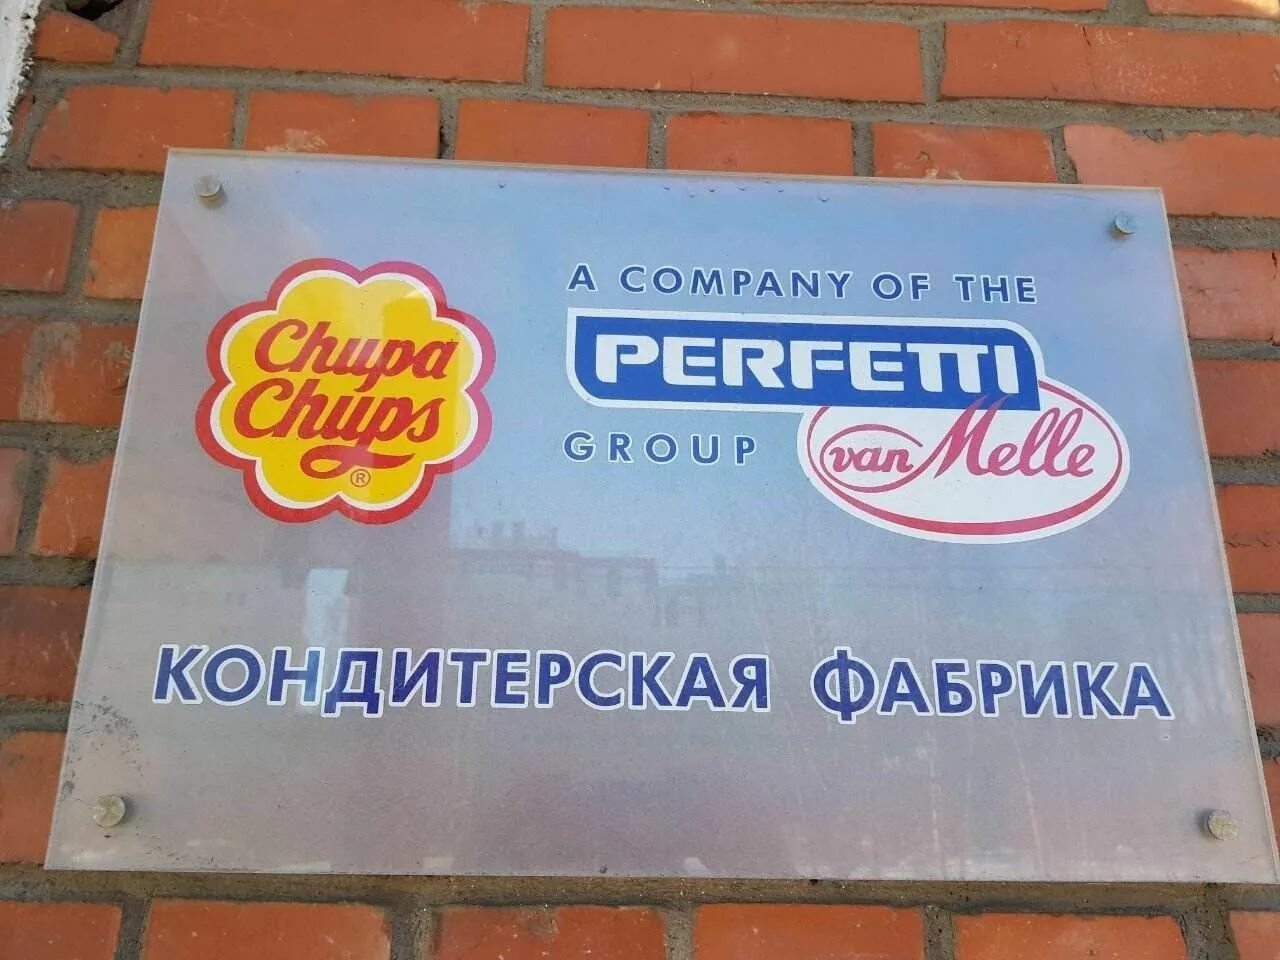 Chupa
Chups
®
A COMPANY OF THE
PERFETTI
van Melle
GROUP
КОНДИТЕРСКАЯ ФАБРИКА